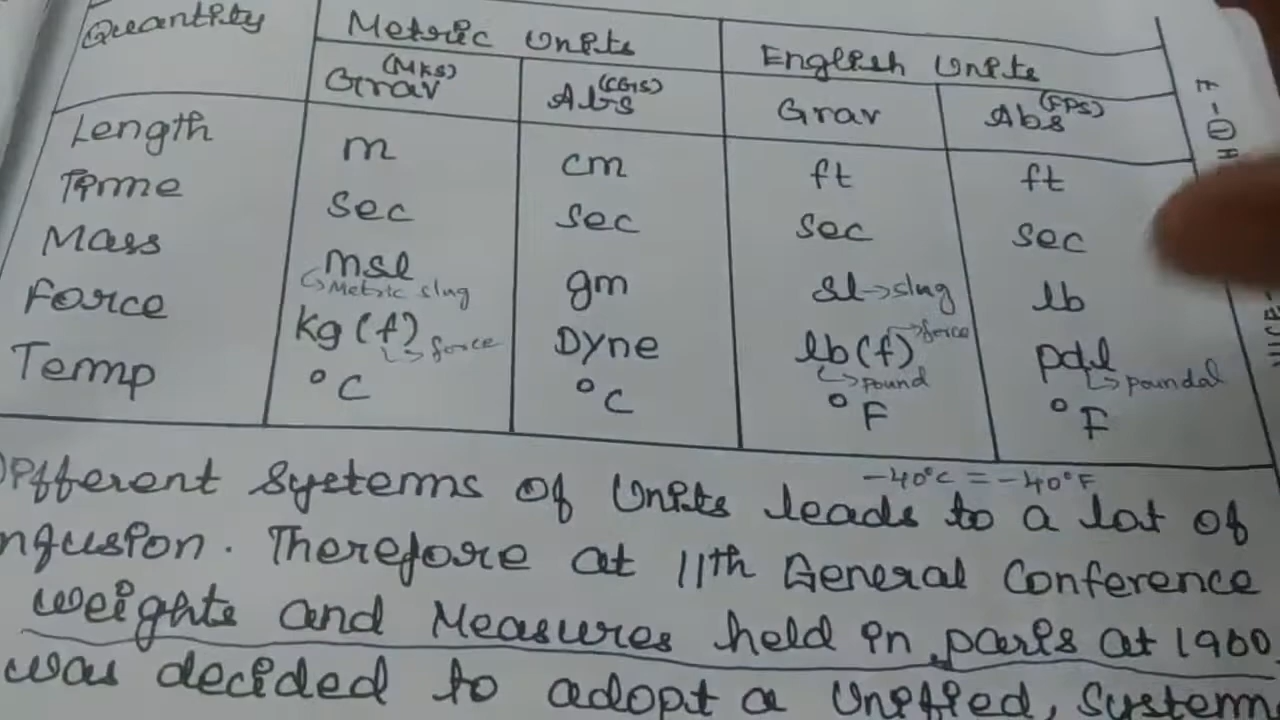 Quantity Metric Units English Units
Grav (MKS) Abs (CGS) Grav Abs (FPS)
Length m cm ft ft
Time sec sec sec sec
Mass msl gm sl → slug lb
↳ Metric slug
Force kg (f) Dyne lb (f) → force pdl
↳ force ↳ pound ↳ poundal
Temp °C °C °F °F
-40°C = -40°F
Different Systems Of Units leads to a lot of
nfusion. Therefore at 11th General Conference
weights and Measures held in paris at 1960
was decided to adopt a Unified, System